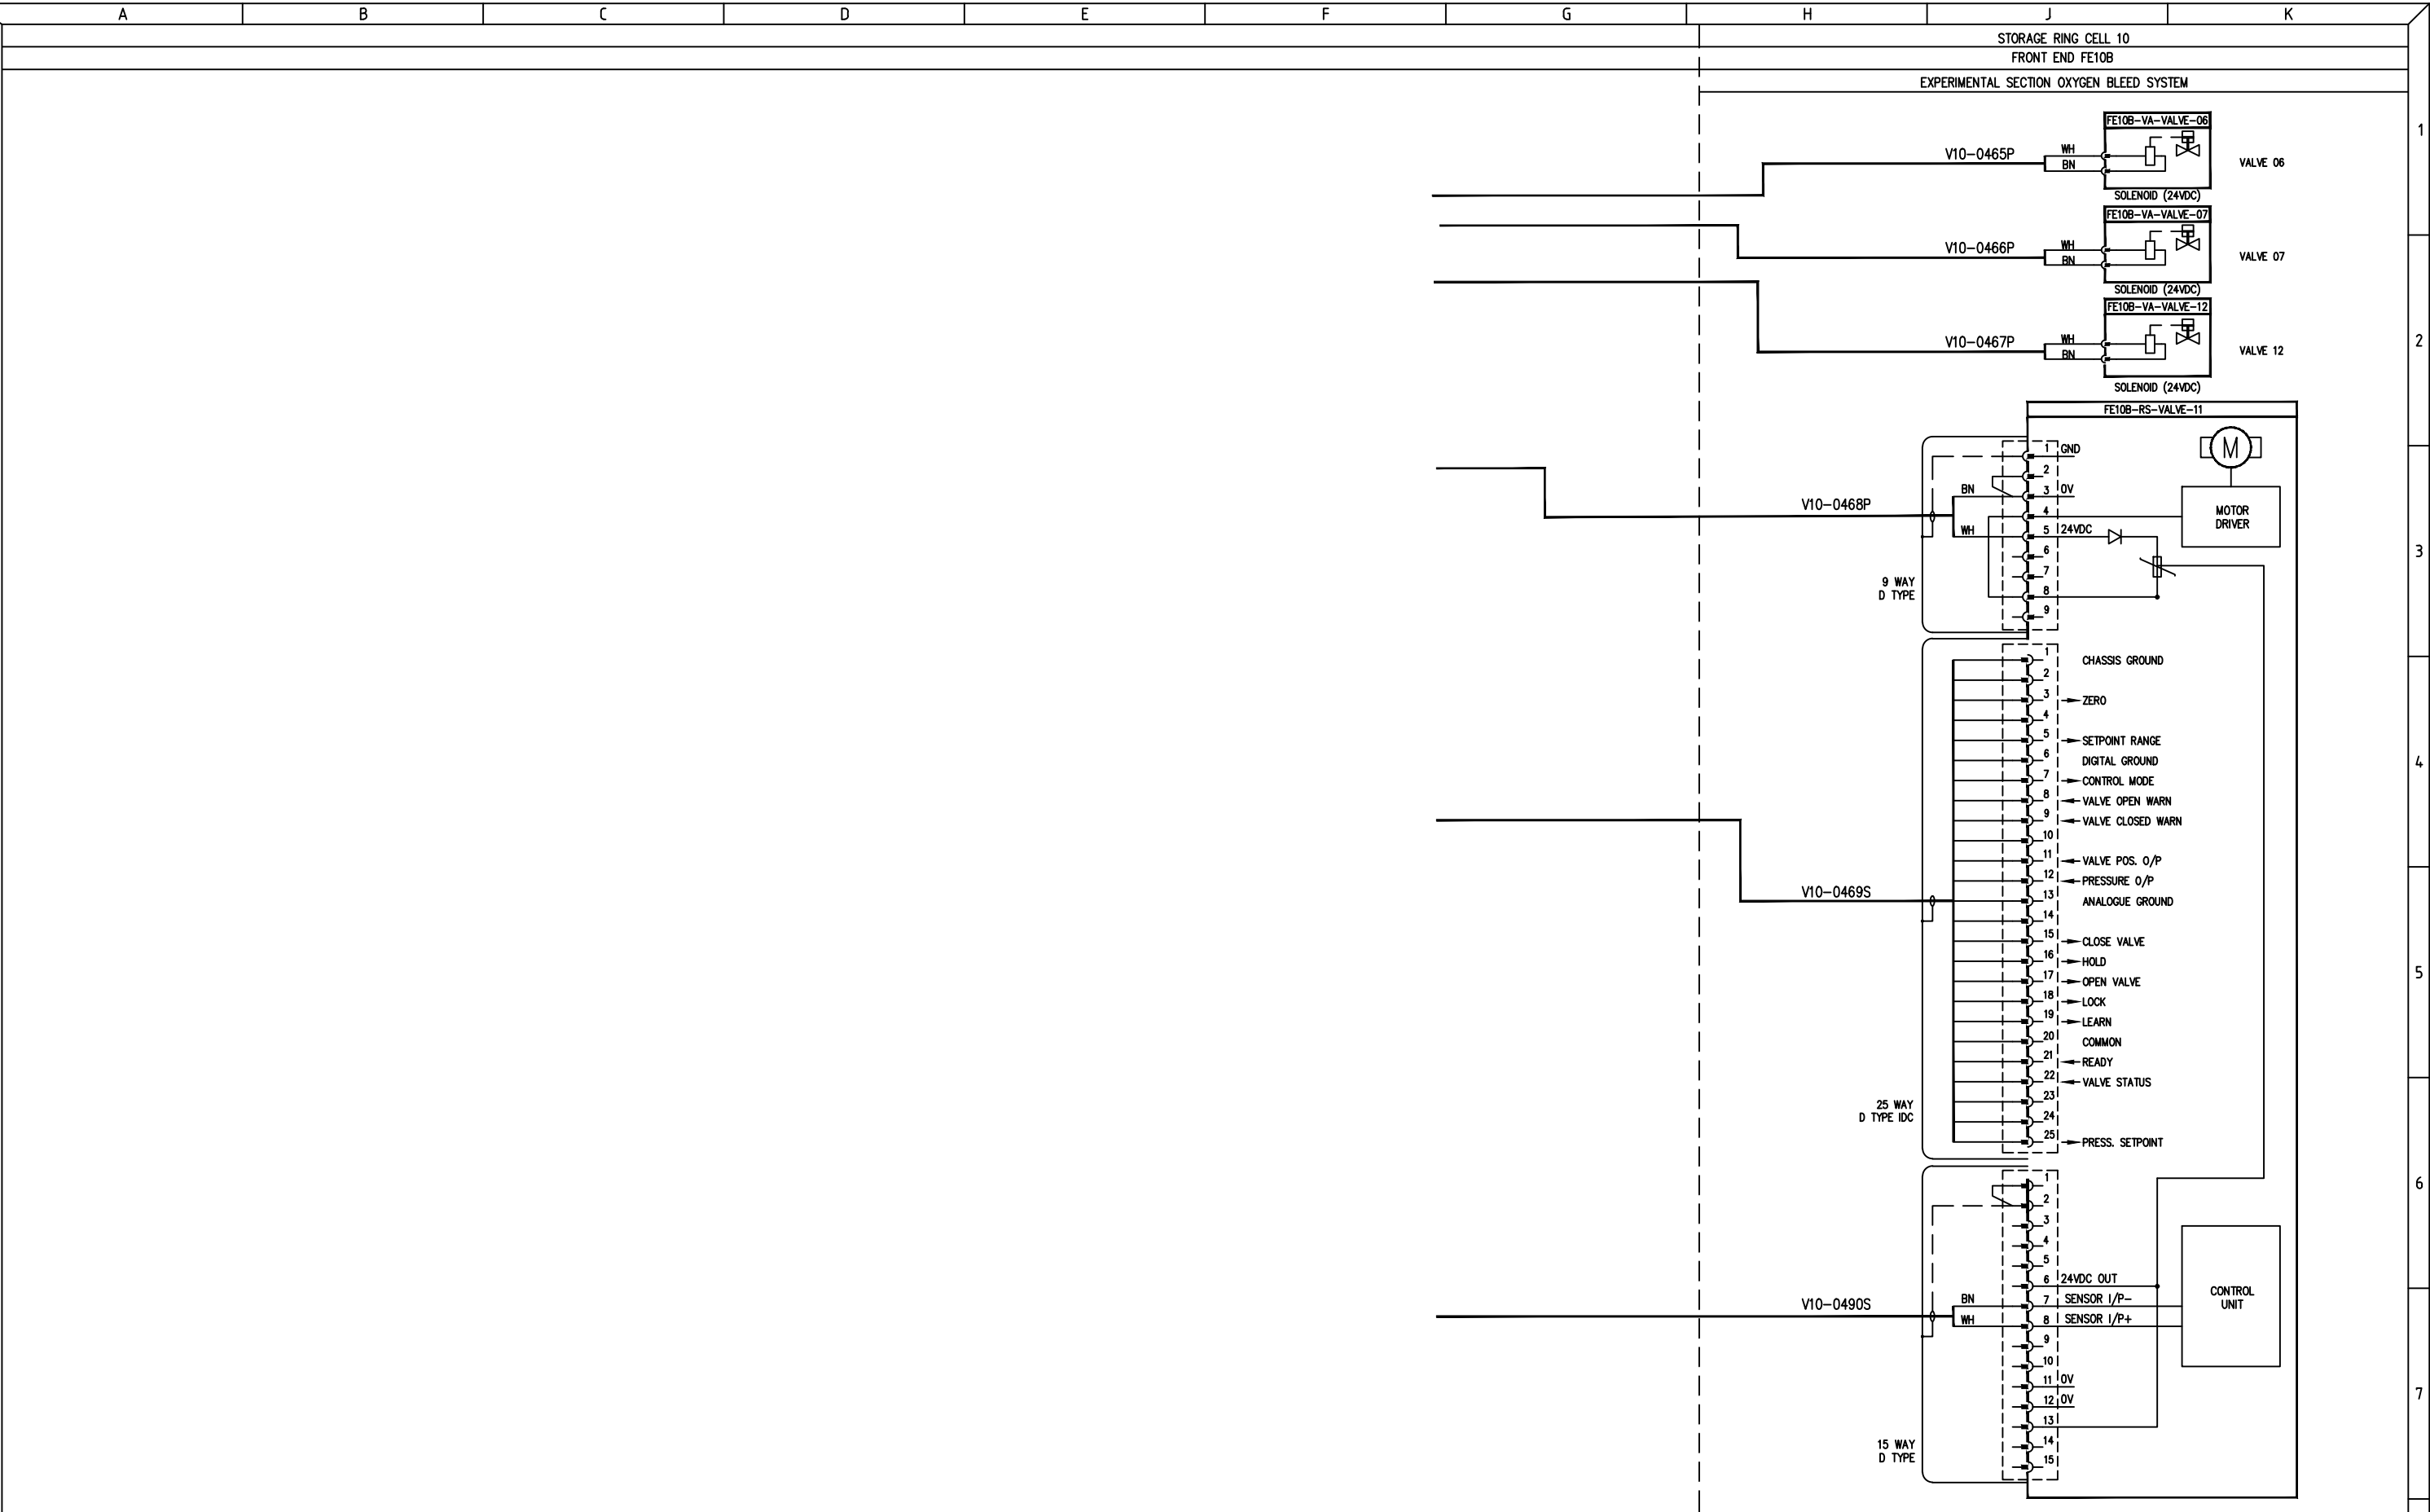 A B C D E F G H J K
STORAGE RING CELL 10
FRONT END FE10B
EXPERIMENTAL SECTION OXYGEN BLEED SYSTEM
1
FE10B-VA-VALVE-06
V10-0465P
WH
BN
VALVE 06
SOLENOID (24VDC)
FE10B-VA-VALVE-07
V10-0466P
WH
BN
VALVE 07
SOLENOID (24VDC)
FE10B-VA-VALVE-12
2
V10-0467P
WH
BN
VALVE 12
SOLENOID (24VDC)
FE10B-RS-VALVE-11
M
1 GND
2
BN 3 0V
V10-0468P
4
MOTOR
DRIVER
WH 5 24VDC
3
6
7
9 WAY
D TYPE
8
9
1 CHASSIS GROUND
2
3 ZERO
4
5 SETPOINT RANGE
6 DIGITAL GROUND
4
7 CONTROL MODE
8 VALVE OPEN WARN
9 VALVE CLOSED WARN
10
11 VALVE POS. O/P
12 PRESSURE O/P
V10-0469S
13 ANALOGUE GROUND
14
15 CLOSE VALVE
16 HOLD
5
17 OPEN VALVE
18 LOCK
19 LEARN
20 COMMON
21 READY
22 VALVE STATUS
23
25 WAY
D TYPE IDC
24
25 PRESS. SETPOINT
1
6
2
3
4
5
6 24VDC OUT
CONTROL
UNIT
V10-0490S
BN 7 SENSOR I/P-
WH 8 SENSOR I/P+
9
10
11 0V
7
12 0V
13
14
15 WAY
D TYPE
15